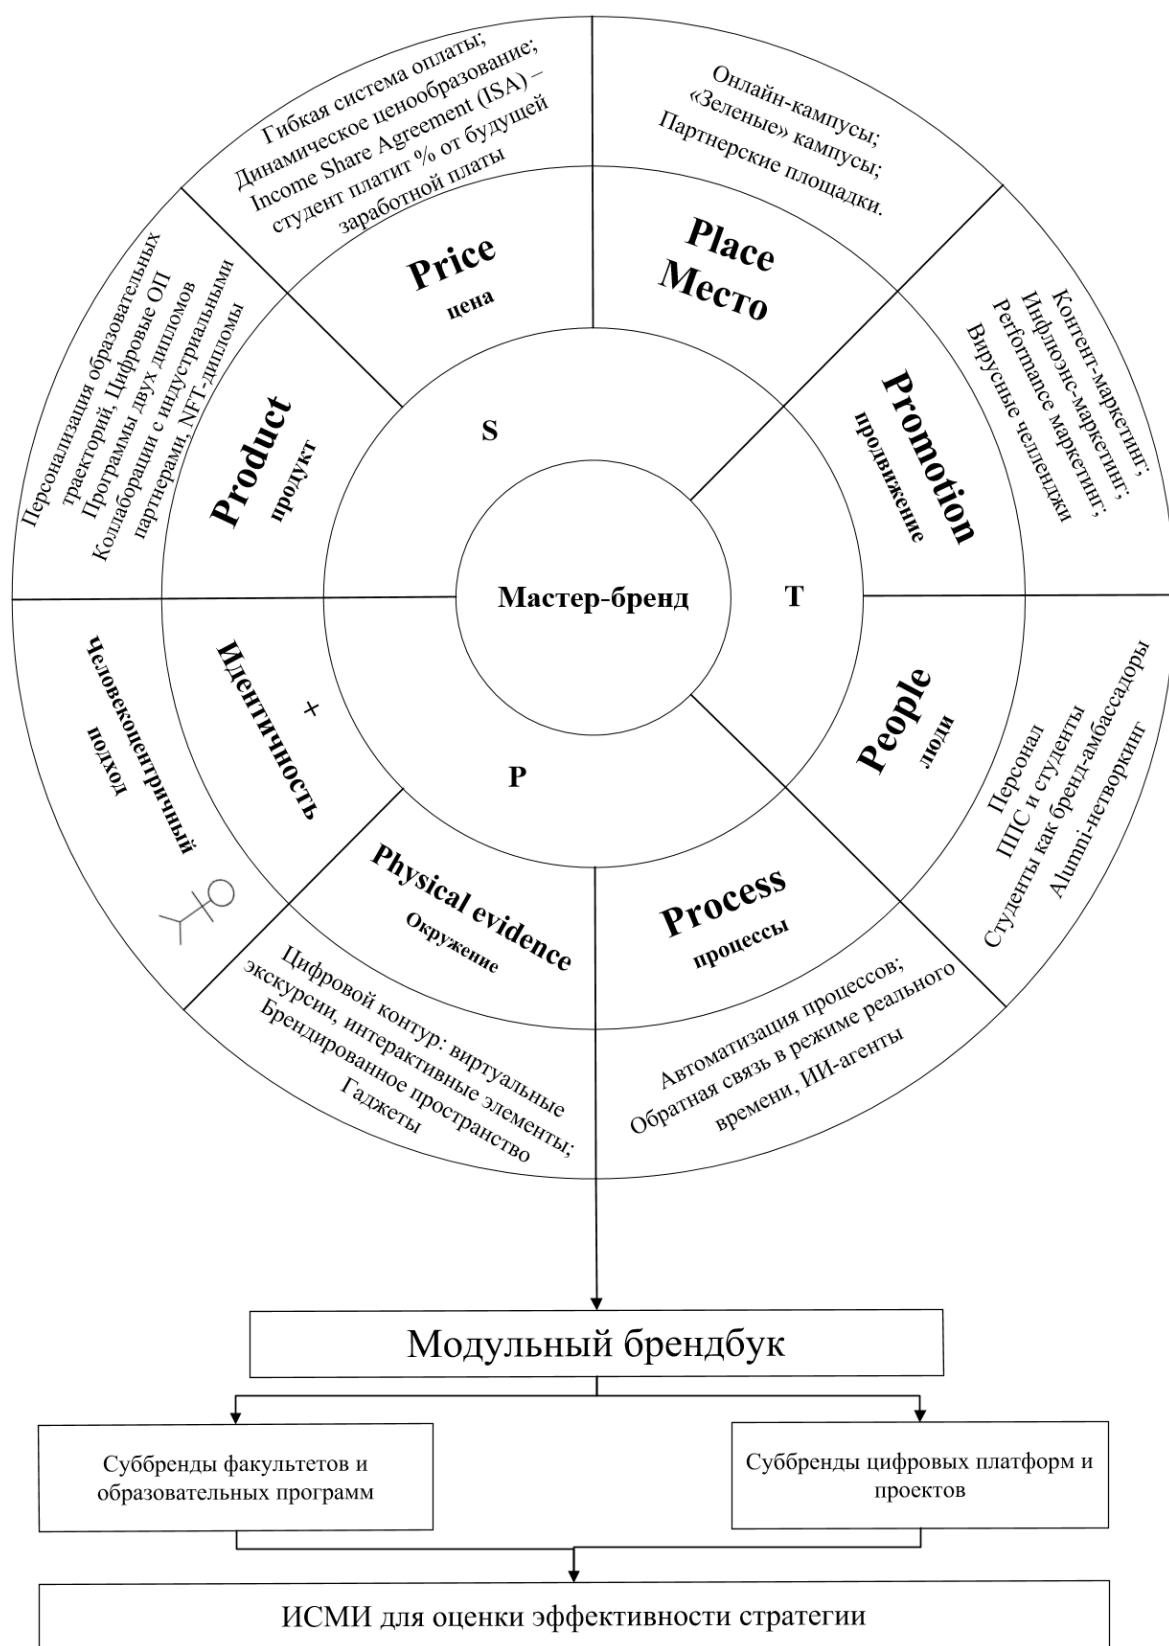 Гибкая система оплаты;
Динамическое ценообразование;
Income Share Agreement (ISA) –
студент платит % от будущей
заработной платы
Онлайн-кампусы;
«Зеленые» кампусы;
Партнерские площадки.
Price
цена
Place
Место
Персонализация образовательных
траекторий, Цифровые ОП
Программы двух дипломов
Коллаборации с индустриальными
партнерами, NFT-дипломы
Product
продукт
Promotion
продвижение
Контент-маркетинг;
Инфлюэнс-маркетинг;
Performance маркетинг;
Вирусные челленджи
S
Мастер-бренд
T
P
Человекоцентричный
подход
Идентичность
+
People
люди
Персонал
ППС и студенты
Студенты как бренд-амбассадоры
Alumni-нетворкинг
Physical evidence
Окружение
Process
процессы
Цифровой контур: виртуальные
экскурсии, интерактивные элементы;
Брендированное пространство
Гаджеты
Автоматизация процессов;
Обратная связь в режиме реального
времени, ИИ-агенты
Модульный брендбук
Суббренды факультетов и
образовательных программ
Суббренды цифровых платформ и
проектов
ИСМИ для оценки эффективности стратегии